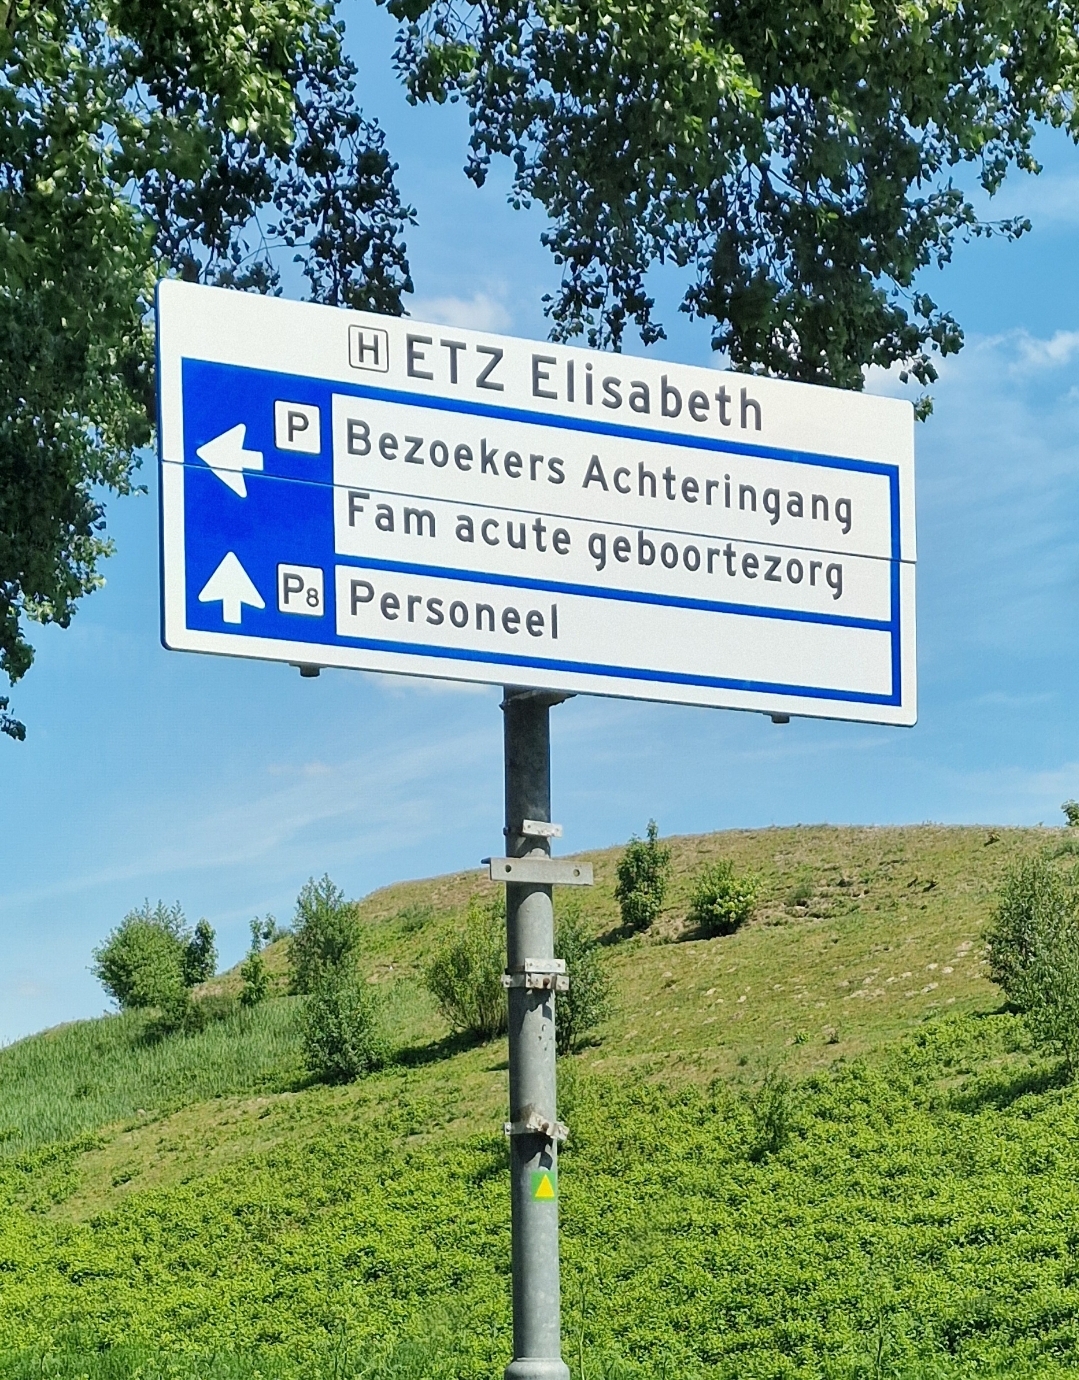 H ETZ Elisabeth
P Bezoekers Achteringang
Fam acute geboortezorg
P8 Personeel